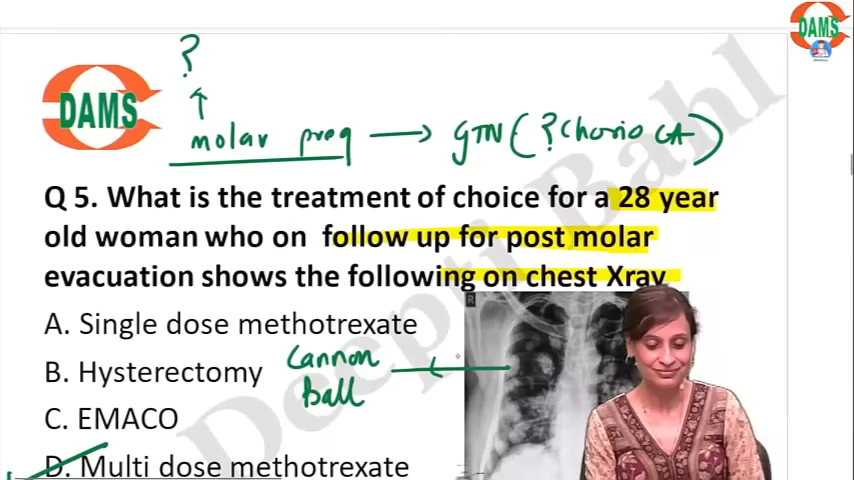 DAMS
?
DAMS
molar preg → GTN (? Chorio CA)
Q 5. What is the treatment of choice for a 28 year
old woman who on follow up for post molar
evacuation shows the following on chest Xray
A. Single dose methotrexate
B. Hysterectomy
Cannon
Ball
C. EMACO
D. Multi dose methotrexate
R
Deepti Bahl